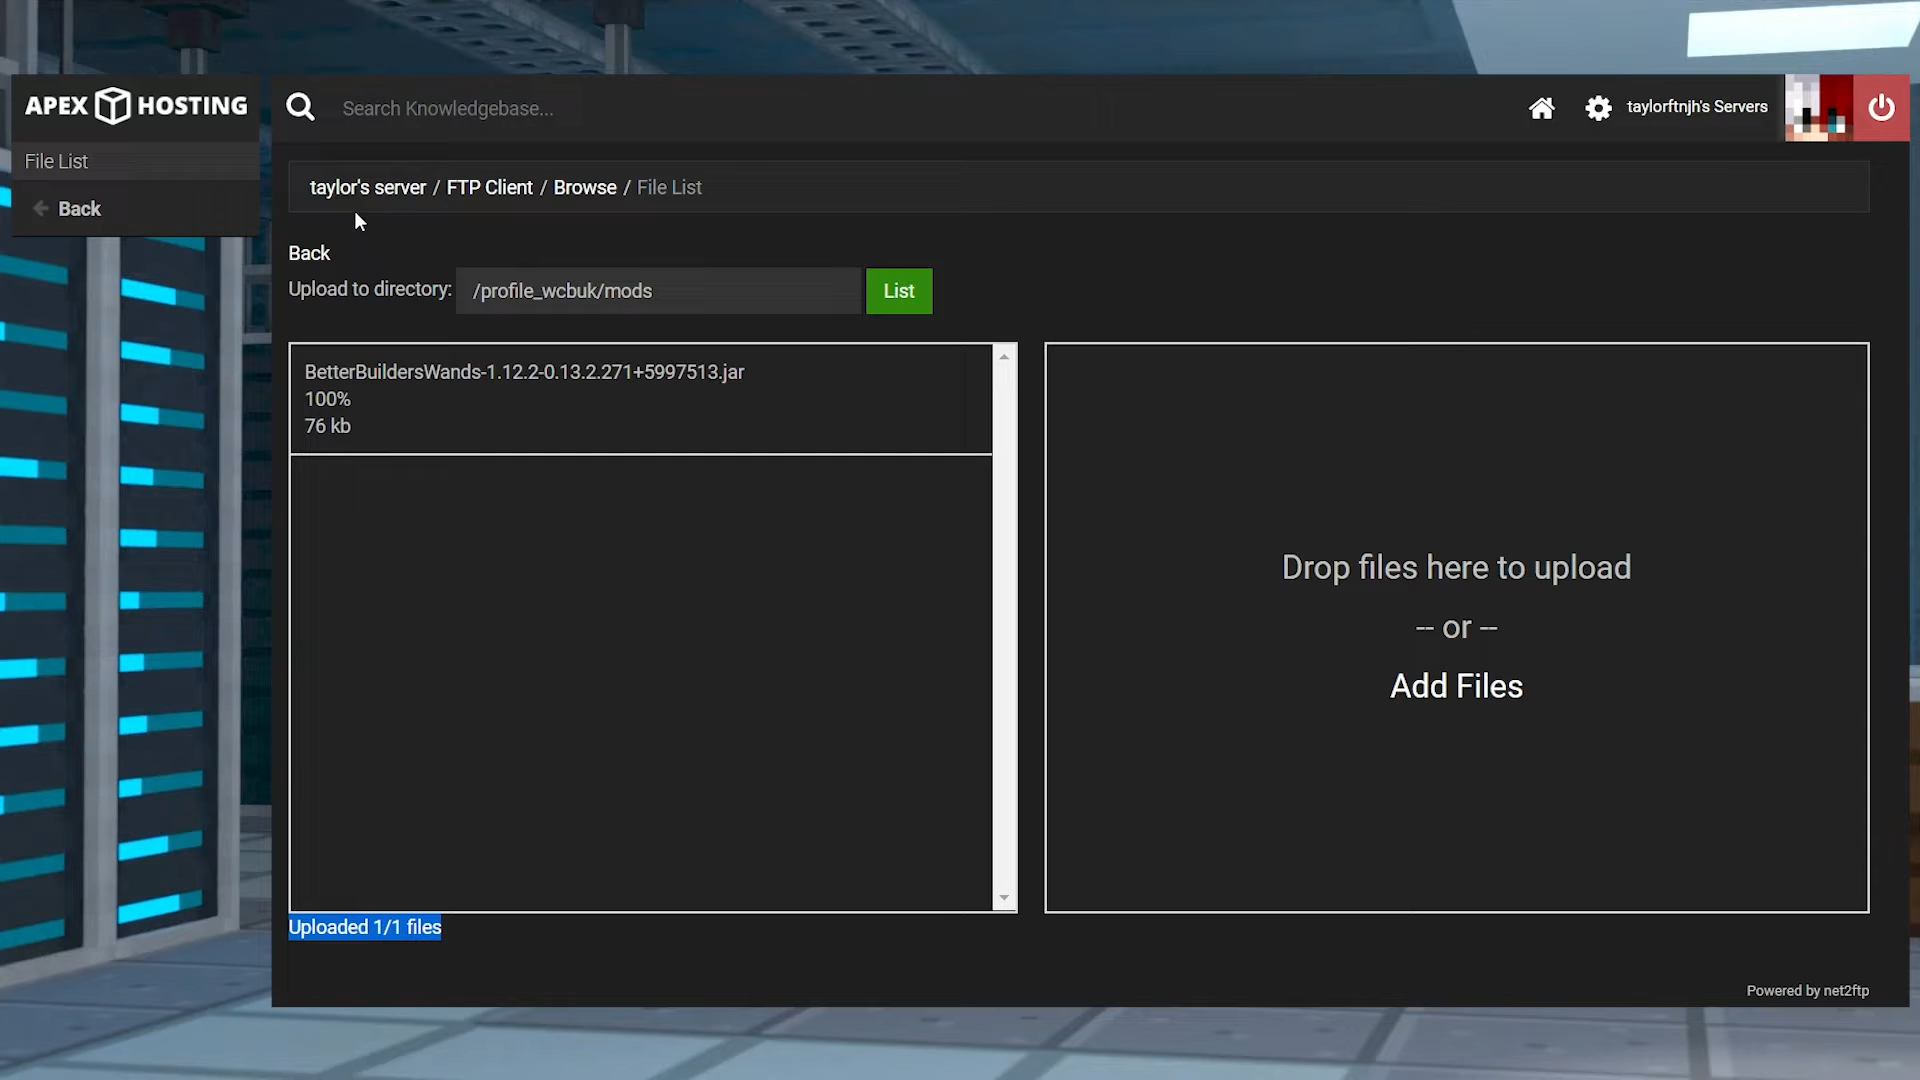 APEX HOSTING
Search Knowledgebase...
taylorftnjh's Servers
File List
Back
taylor's server / FTP Client / Browse / File List
Back
Upload to directory: /profile_wcbuk/mods List
BetterBuildersWands-1.12.2-0.13.2.271+5997513.jar
100%
76 kb
Drop files here to upload
-- or --
Add Files
Uploaded 1/1 files
Powered by net2ftp